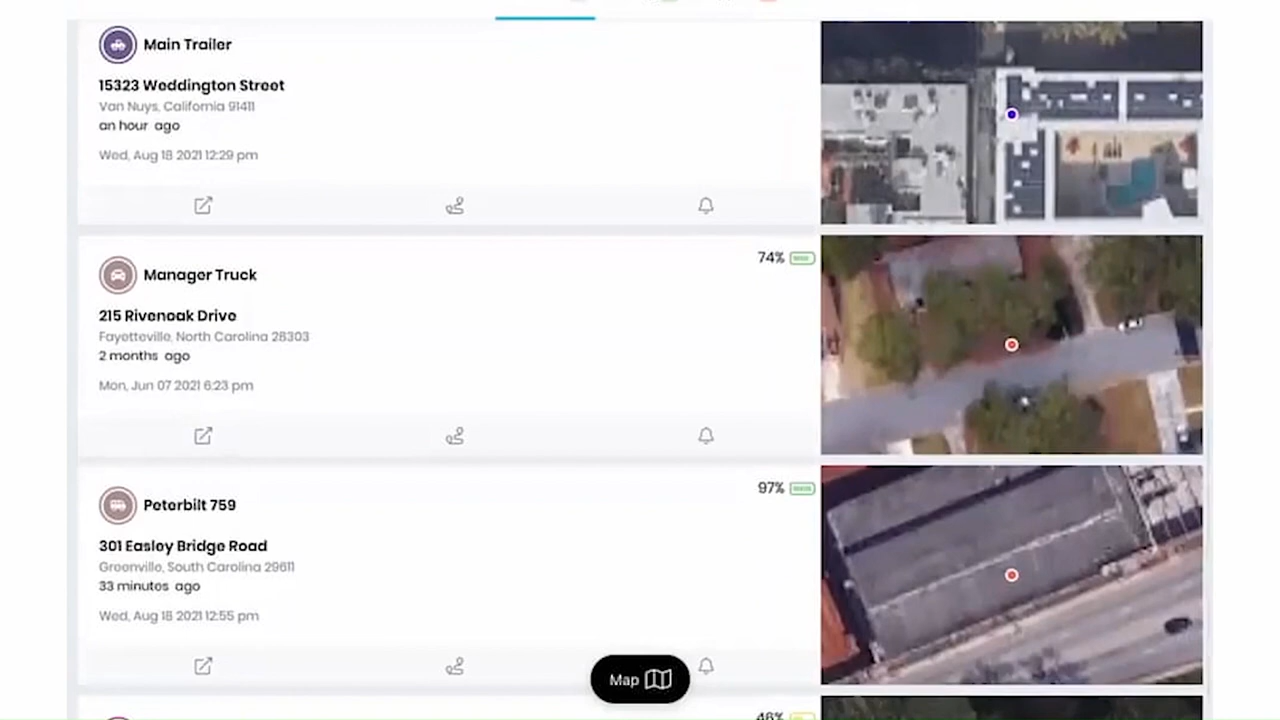 Main Trailer
15323 Weddington Street
Van Nuys, California 91411
an hour ago
Wed, Aug 18 2021 12:29 pm
74%
Manager Truck
215 Rivenoak Drive
Fayetteville, North Carolina 28303
2 months ago
Mon, Jun 07 2021 6:23 pm
97%
Peterbilt 759
301 Easley Bridge Road
Greenville, South Carolina 29611
33 minutes ago
Wed, Aug 18 2021 12:55 pm
Map
46%